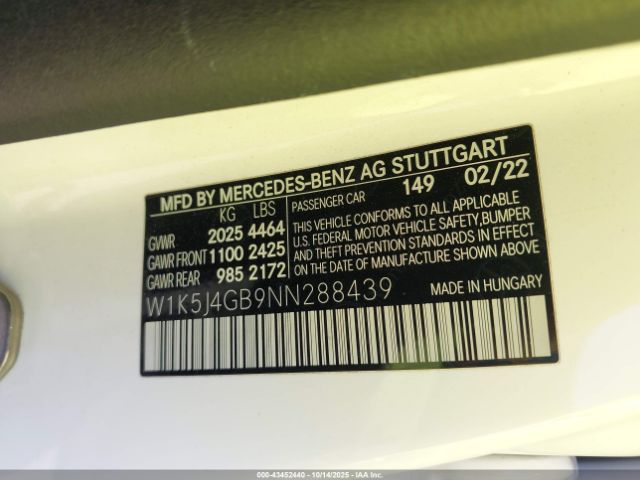 MFD BY MERCEDES-BENZ AG STUTTGART
KG LBS
GVWR 2025 4464
GAWR FRONT 1100 2425
GAWR REAR 985 2172
PASSENGER CAR 149 02/22
THIS VEHICLE CONFORMS TO ALL APPLICABLE
U.S. FEDERAL MOTOR VEHICLE SAFETY, BUMPER
AND THEFT PREVENTION STANDARDS IN EFFECT
ON THE DATE OF MANUFACTURE SHOWN ABOVE.
W1K5J4GB9NN288439
MADE IN HUNGARY
000-43452440 - 10/14/2025 - IAA Inc.